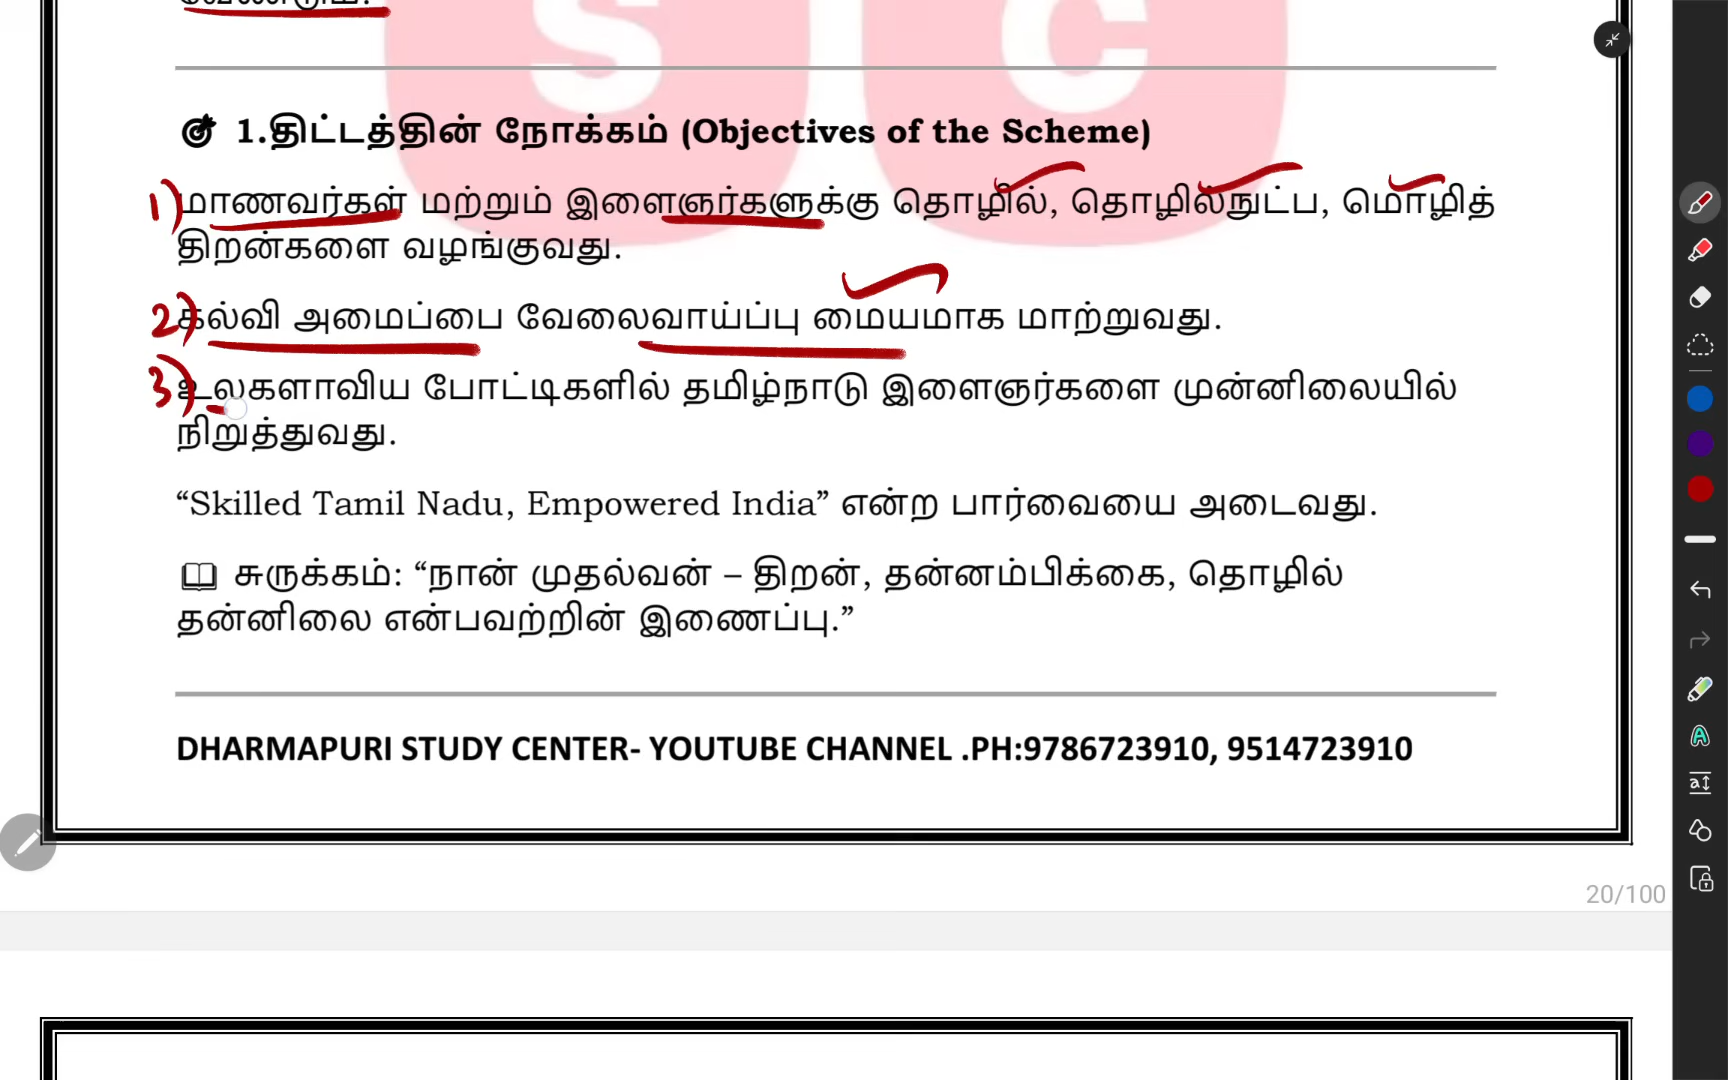 S C
1.திட்டத்தின் நோக்கம் (Objectives of the Scheme)
1) மாணவர்கள் மற்றும் இளைஞர்களுக்கு தொழில், தொழில்நுட்ப, மொழித்
திறன்களை வழங்குவது.
2) கல்வி அமைப்பை வேலைவாய்ப்பு மையமாக மாற்றுவது.
3) உலகளாவிய போட்டிகளில் தமிழ்நாடு இளைஞர்களை முன்னிலையில்
நிறுத்துவது.
“Skilled Tamil Nadu, Empowered India” என்ற பார்வையை அடைவது.
சுருக்கம்: “நான் முதல்வன் – திறன், தன்னம்பிக்கை, தொழில்
தன்னிலை என்பவற்றின் இணைப்பு.”
DHARMAPURI STUDY CENTER- YOUTUBE CHANNEL .PH:9786723910, 9514723910
20/100